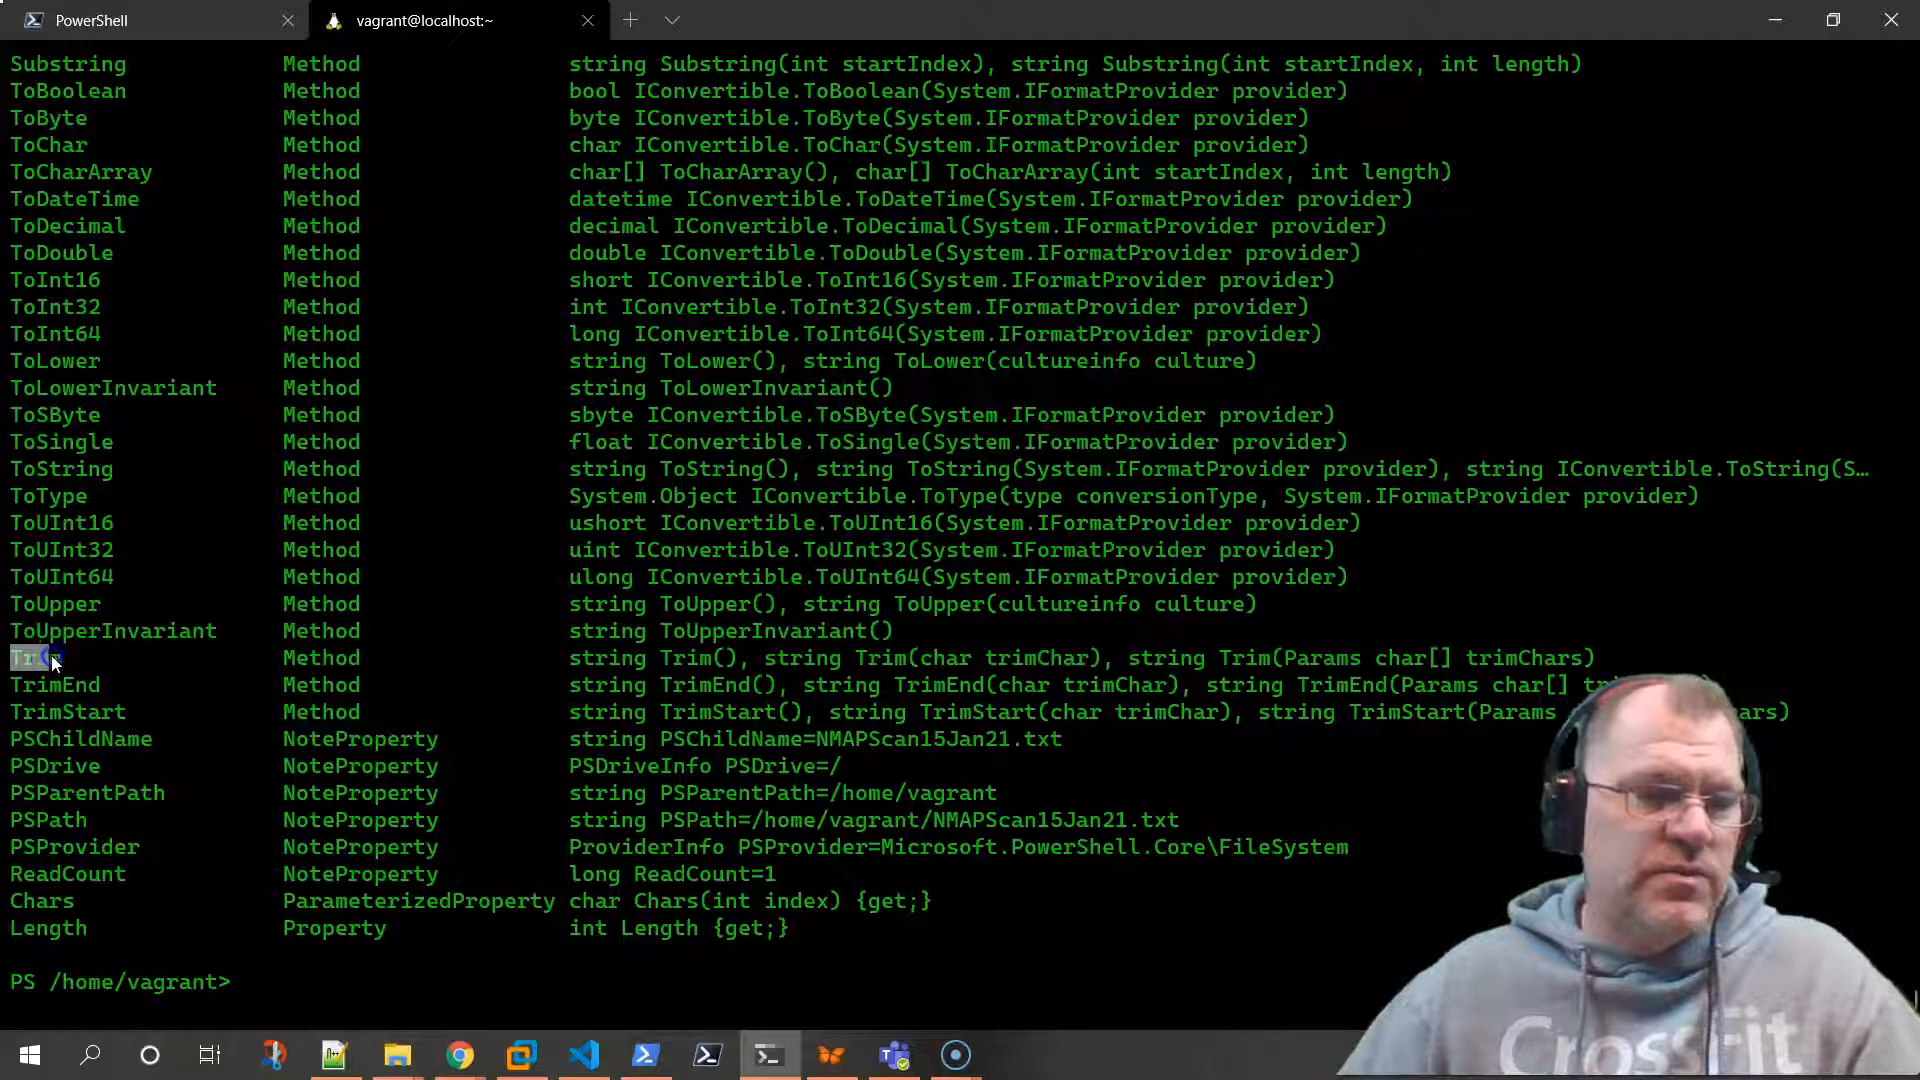 PowerShell
vagrant@localhost:~
Substring Method string Substring(int startIndex), string Substring(int startIndex, int length)
ToBoolean Method bool IConvertible.ToBoolean(System.IFormatProvider provider)
ToByte Method byte IConvertible.ToByte(System.IFormatProvider provider)
ToChar Method char IConvertible.ToChar(System.IFormatProvider provider)
ToCharArray Method char[] ToCharArray(), char[] ToCharArray(int startIndex, int length)
ToDateTime Method datetime IConvertible.ToDateTime(System.IFormatProvider provider)
ToDecimal Method decimal IConvertible.ToDecimal(System.IFormatProvider provider)
ToDouble Method double IConvertible.ToDouble(System.IFormatProvider provider)
ToInt16 Method short IConvertible.ToInt16(System.IFormatProvider provider)
ToInt32 Method int IConvertible.ToInt32(System.IFormatProvider provider)
ToInt64 Method long IConvertible.ToInt64(System.IFormatProvider provider)
ToLower Method string ToLower(), string ToLower(cultureinfo culture)
ToLowerInvariant Method string ToLowerInvariant()
ToSByte Method sbyte IConvertible.ToSByte(System.IFormatProvider provider)
ToSingle Method float IConvertible.ToSingle(System.IFormatProvider provider)
ToString Method string ToString(), string ToString(System.IFormatProvider provider), string IConvertible.ToString(S…
ToType Method System.Object IConvertible.ToType(type conversionType, System.IFormatProvider provider)
ToUInt16 Method ushort IConvertible.ToUInt16(System.IFormatProvider provider)
ToUInt32 Method uint IConvertible.ToUInt32(System.IFormatProvider provider)
ToUInt64 Method ulong IConvertible.ToUInt64(System.IFormatProvider provider)
ToUpper Method string ToUpper(), string ToUpper(cultureinfo culture)
ToUpperInvariant Method string ToUpperInvariant()
Trim Method string Trim(), string Trim(char trimChar), string Trim(Params char[] trimChars)
TrimEnd Method string TrimEnd(), string TrimEnd(char trimChar), string TrimEnd(Params char[]
TrimStart Method string TrimStart(), string TrimStart(char trimChar), string TrimStart(Params
PSChildName NoteProperty string PSChildName=NMAPScan15Jan21.txt
PSDrive NoteProperty PSDriveInfo PSDrive=/
PSParentPath NoteProperty string PSParentPath=/home/vagrant
PSPath NoteProperty string PSPath=/home/vagrant/NMAPScan15Jan21.txt
PSProvider NoteProperty ProviderInfo PSProvider=Microsoft.PowerShell.Core\FileSystem
ReadCount NoteProperty long ReadCount=1
Chars ParameterizedProperty char Chars(int index) {get;}
Length Property int Length {get;}
PS /home/vagrant>
CrossFit